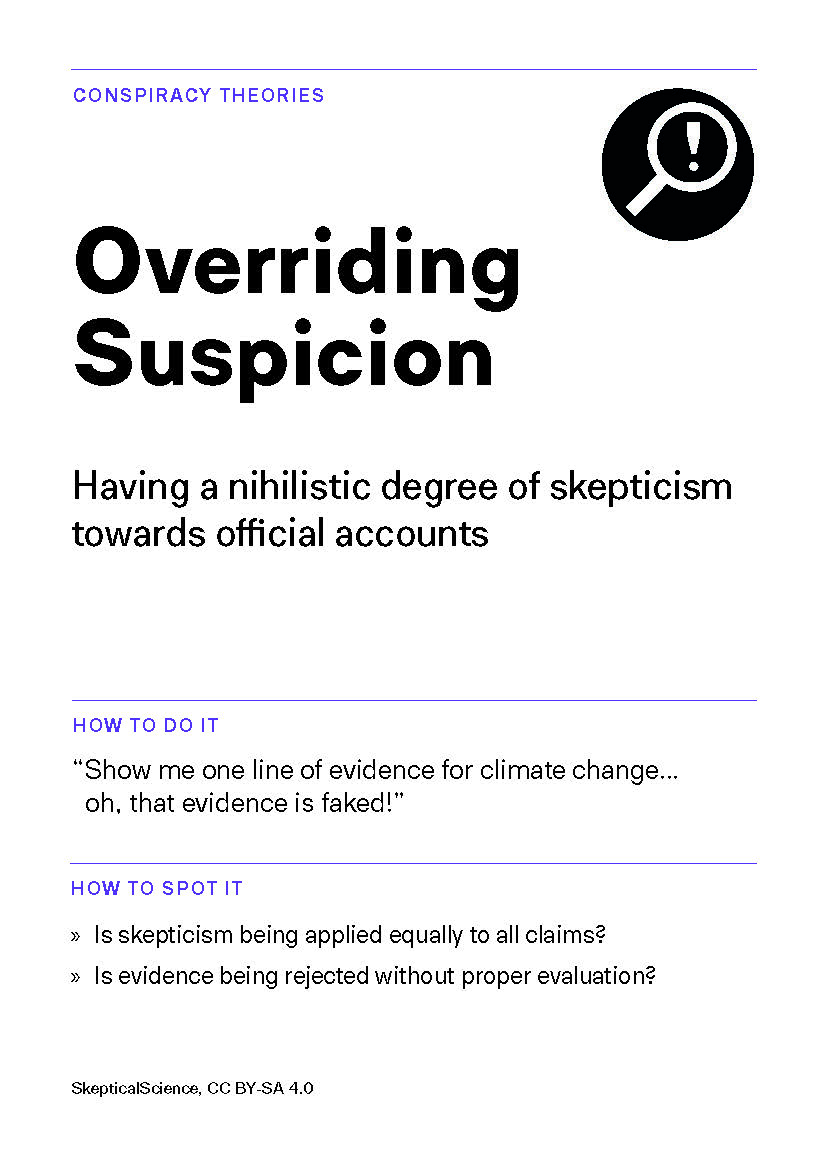 CONSPIRACY THEORIES
Overriding
Suspicion
Having a nihilistic degree of skepticism
towards official accounts
HOW TO DO IT
“Show me one line of evidence for climate change...
oh, that evidence is faked!”
HOW TO SPOT IT
» Is skepticism being applied equally to all claims?
» Is evidence being rejected without proper evaluation?
SkepticalScience, CC BY-SA 4.0